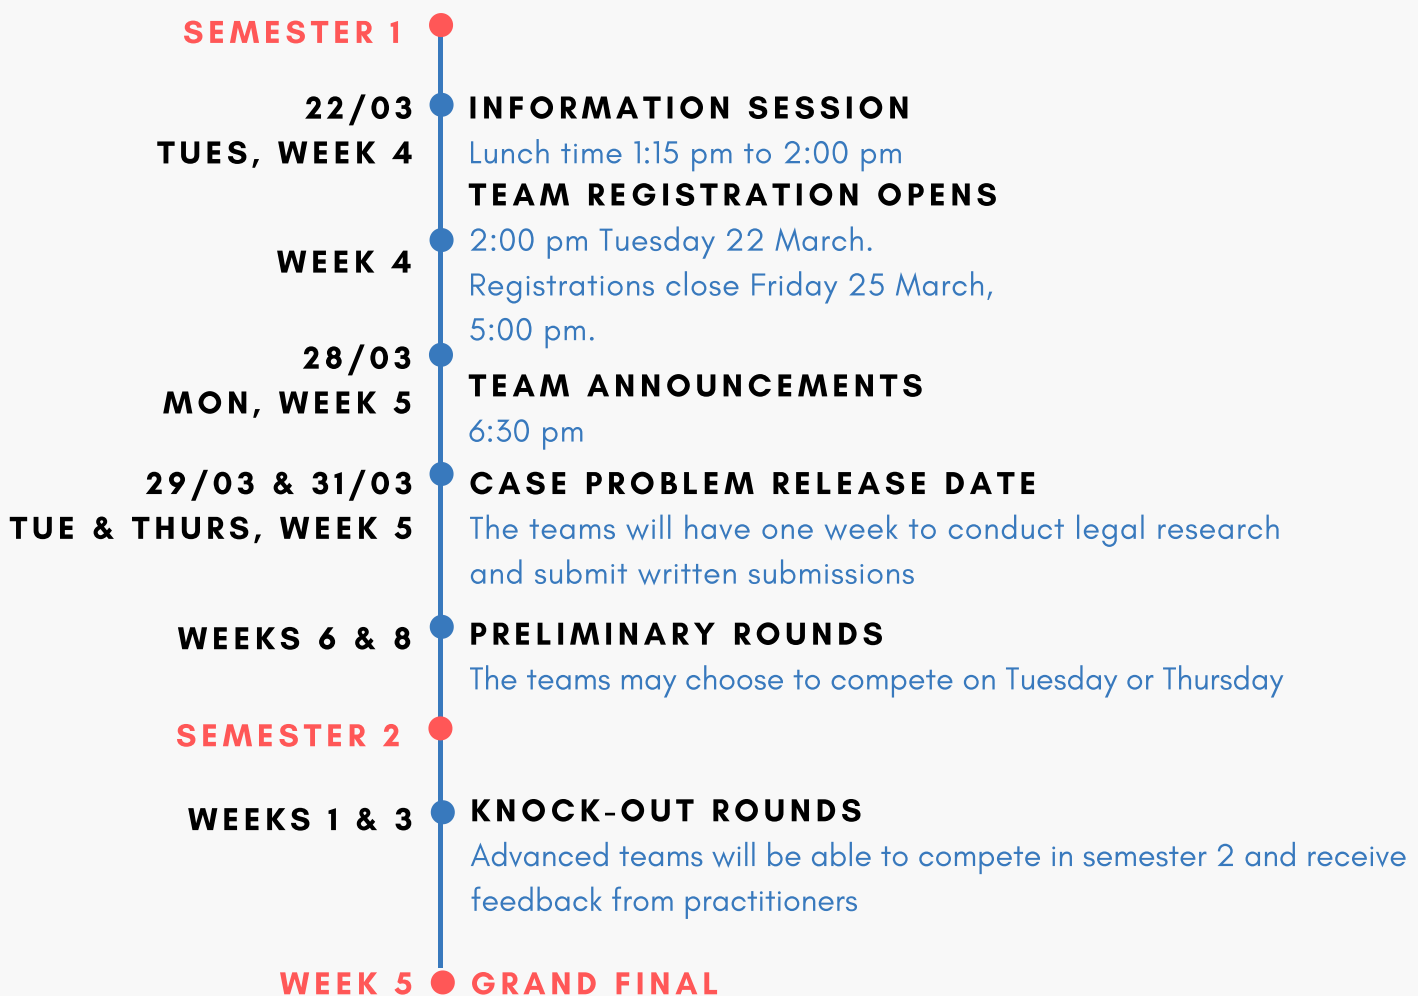 SEMESTER 1
22/03
TUES, WEEK 4
INFORMATION SESSION
Lunch time 1:15 pm to 2:00 pm
WEEK 4
TEAM REGISTRATION OPENS
2:00 pm Tuesday 22 March.
Registrations close Friday 25 March,
5:00 pm.
28/03
MON, WEEK 5
TEAM ANNOUNCEMENTS
6:30 pm
29/03 & 31/03
TUE & THURS, WEEK 5
CASE PROBLEM RELEASE DATE
The teams will have one week to conduct legal research
and submit written submissions
WEEKS 6 & 8
PRELIMINARY ROUNDS
The teams may choose to compete on Tuesday or Thursday
SEMESTER 2
WEEKS 1 & 3
KNOCK-OUT ROUNDS
Advanced teams will be able to compete in semester 2 and receive
feedback from practitioners
WEEK 5
GRAND FINAL